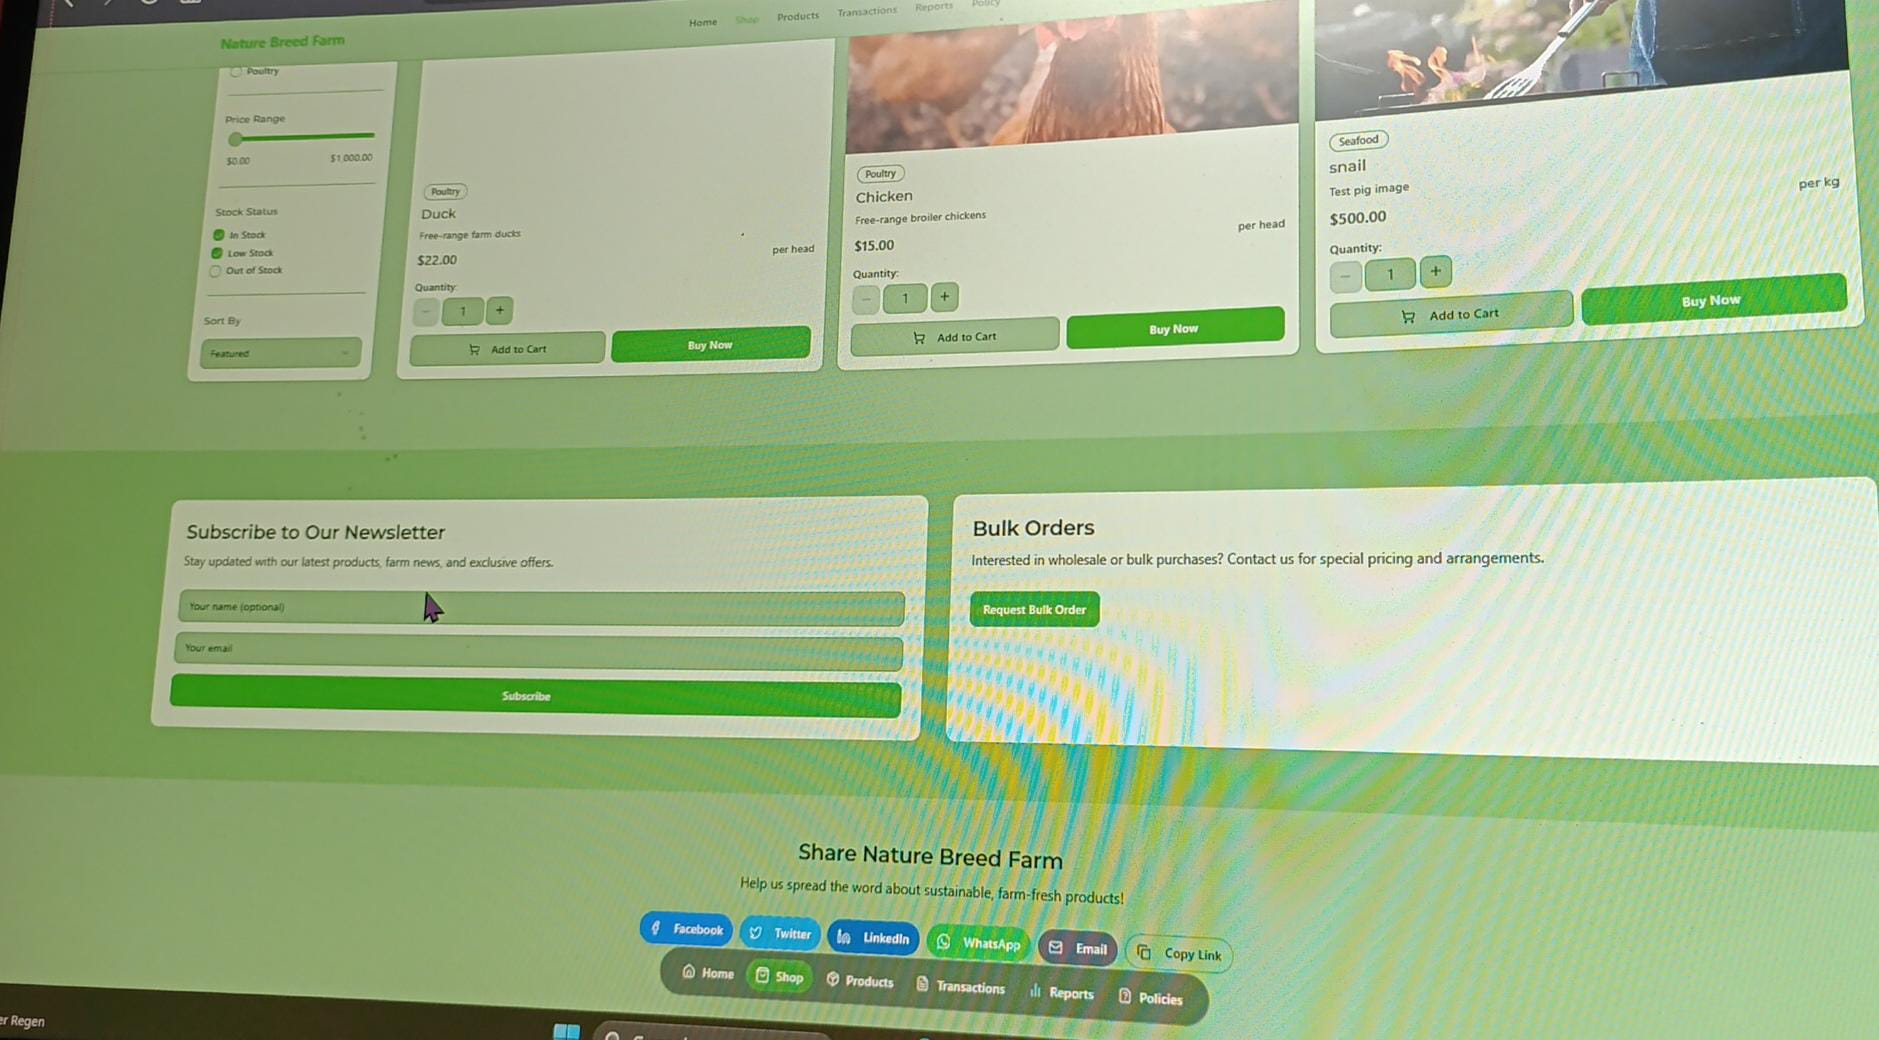 Home Shop Products Transactions Reports Policy
Nature Breed Farm
Poultry
Price Range
$0.00 $1,000.00
Stock Status
In Stock
Low Stock
Out of Stock
Sort By
Featured
Poultry
Duck
Free-range farm ducks
$22.00 per head
Quantity:
− 1 +
Add to Cart Buy Now
Poultry
Chicken
Free-range broiler chickens
$15.00 per head
Quantity:
− 1 +
Add to Cart Buy Now
Seafood
snail
Test pig image
$500.00 per kg
Quantity:
− 1 +
Add to Cart Buy Now
Subscribe to Our Newsletter
Stay updated with our latest products, farm news, and exclusive offers.
Your name (optional)
Your email
Subscribe
Bulk Orders
Interested in wholesale or bulk purchases? Contact us for special pricing and arrangements.
Request Bulk Order
Share Nature Breed Farm
Help us spread the word about sustainable, farm-fresh products!
Facebook Twitter LinkedIn WhatsApp Email Copy Link
Home Shop Products Transactions Reports Policies
er Regen